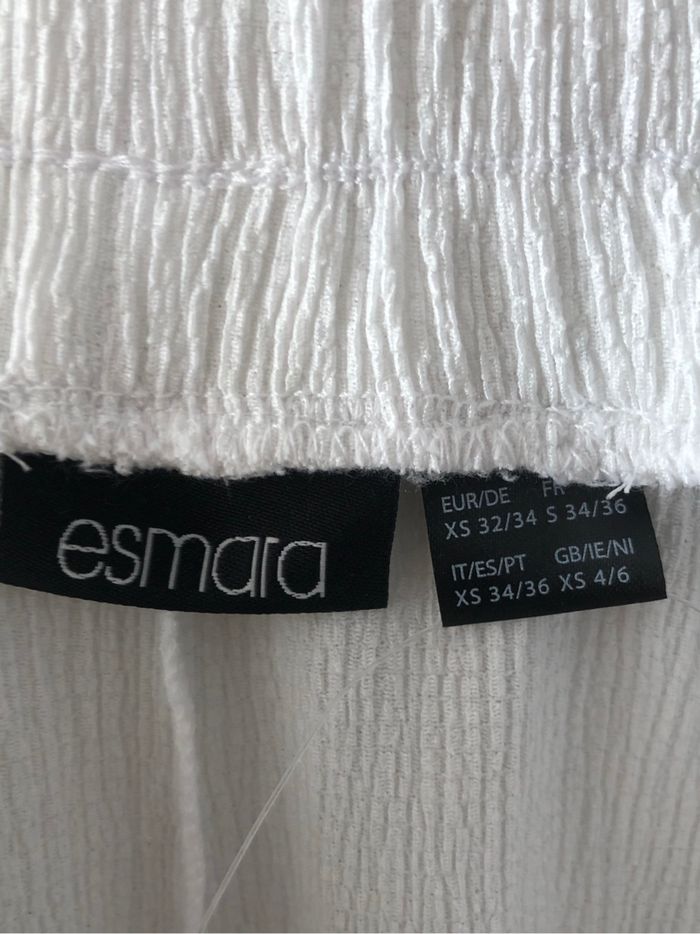 esmara
EUR/DE FR
XS 32/34 S 34/36
IT/ES/PT GB/IE/NI
XS 34/36 XS 4/6